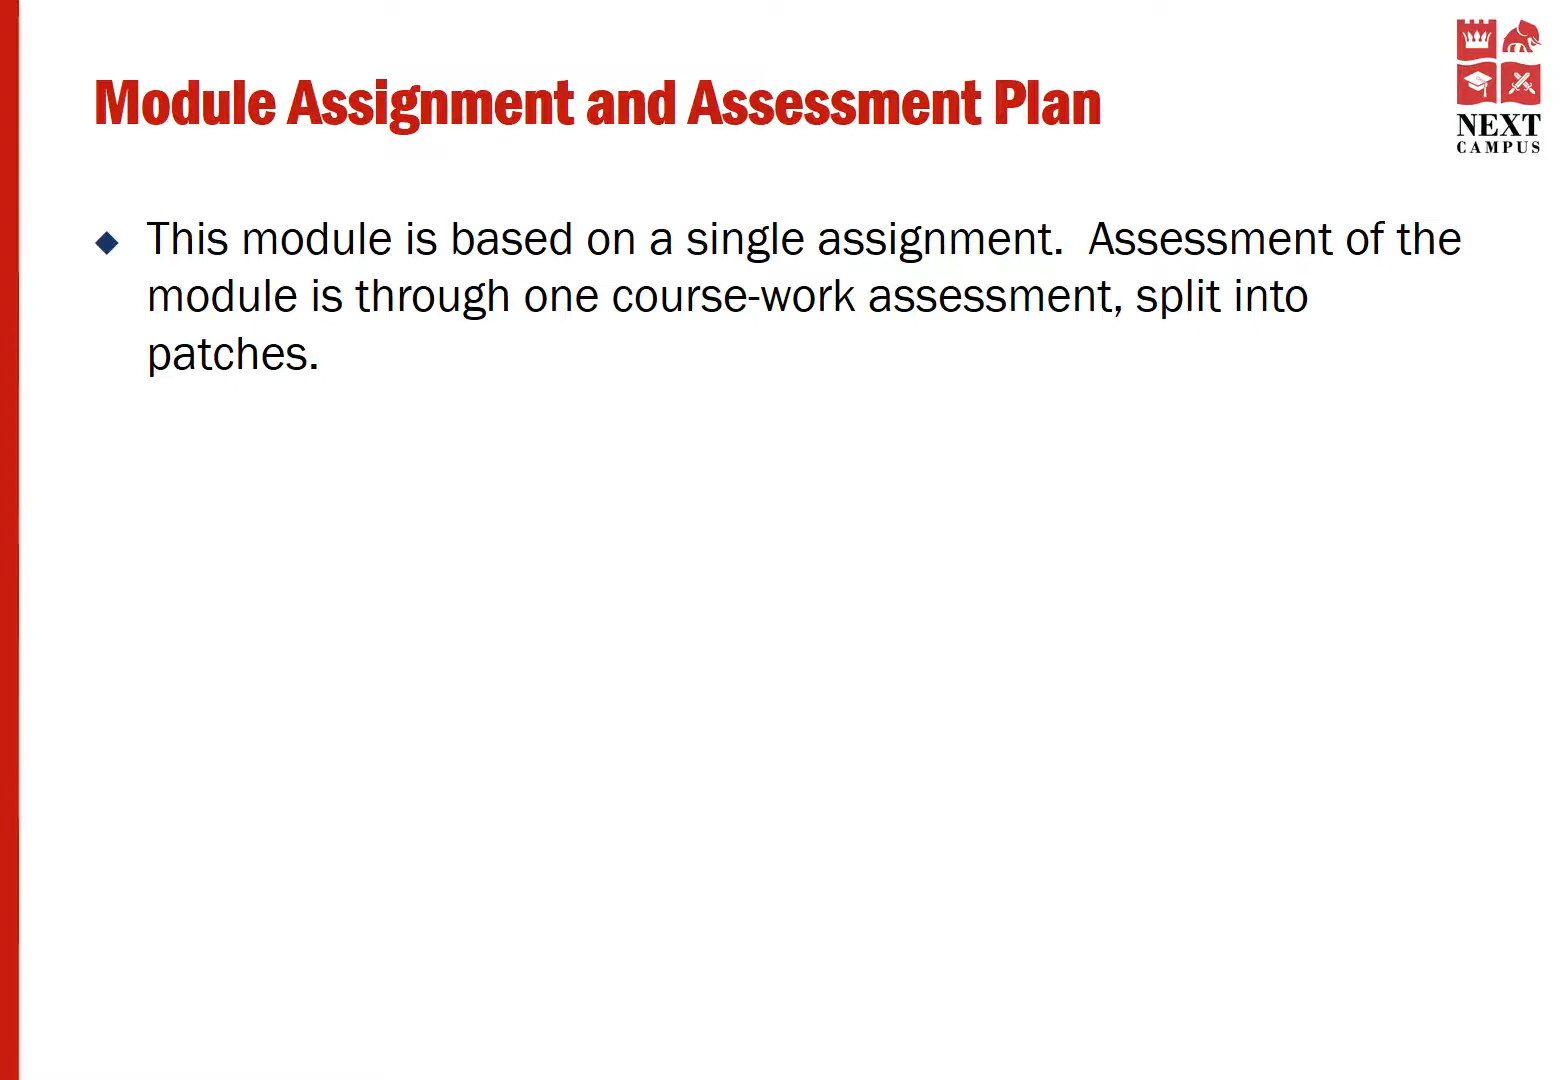 Module Assignment and Assessment Plan
NEXT
CAMPUS
This module is based on a single assignment.  Assessment of the
module is through one course-work assessment, split into
patches.